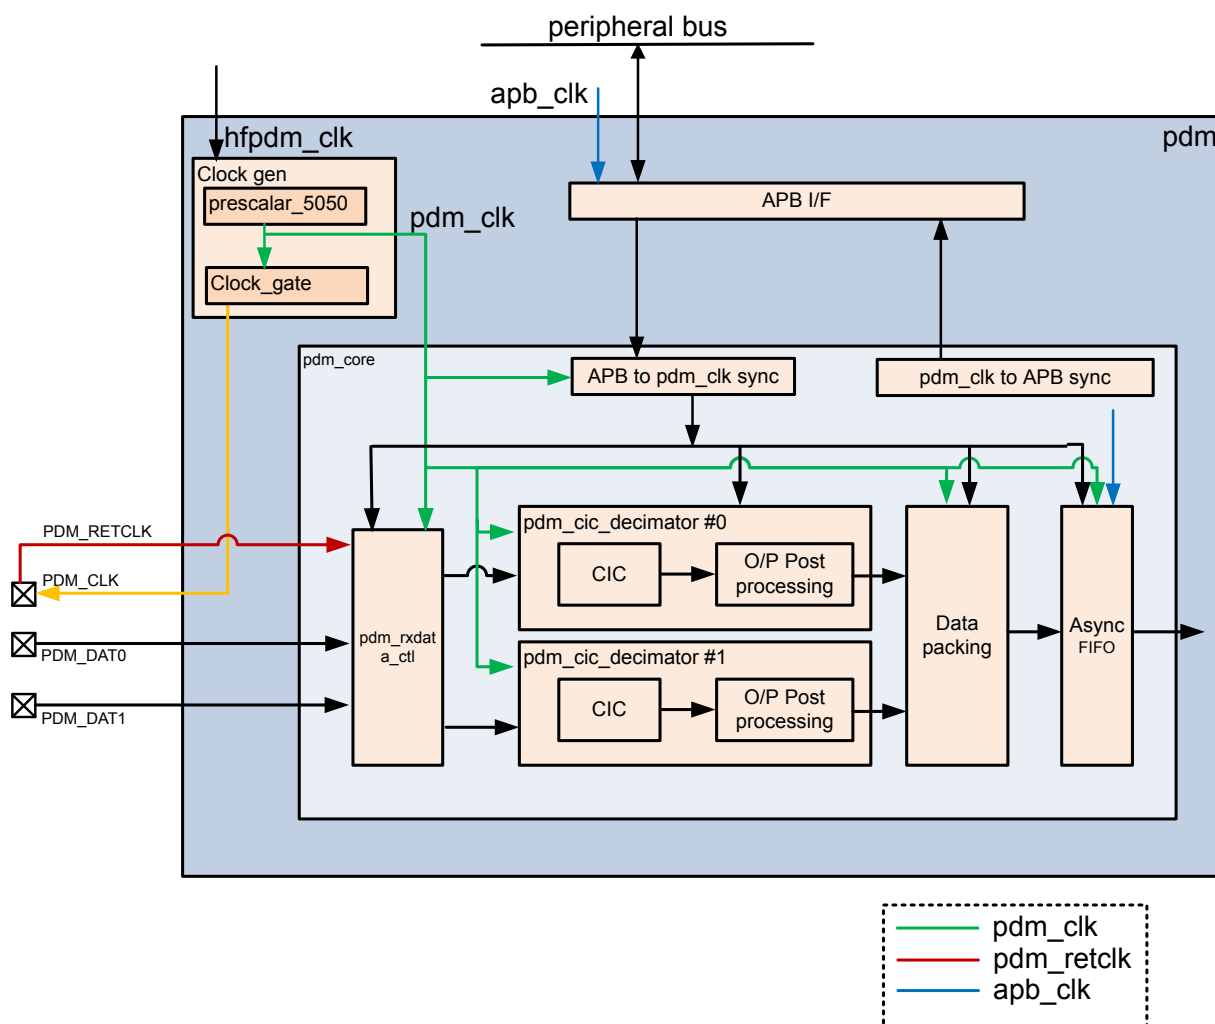 peripheral bus
apb_clk
hfpdm_clk
pdm
Clock gen
prescalar_5050
APB I/F
pdm_clk
Clock_gate
pdm_core
APB to pdm_clk sync
pdm_clk to APB sync
PDM_RETCLK
PDM_CLK
PDM_DAT0
PDM_DAT1
pdm_rxdat
a_ctl
pdm_cic_decimator #0
CIC
O/P Post
processing
pdm_cic_decimator #1
CIC
O/P Post
processing
Data
packing
Async
FIFO
pdm_clk
pdm_retclk
apb_clk